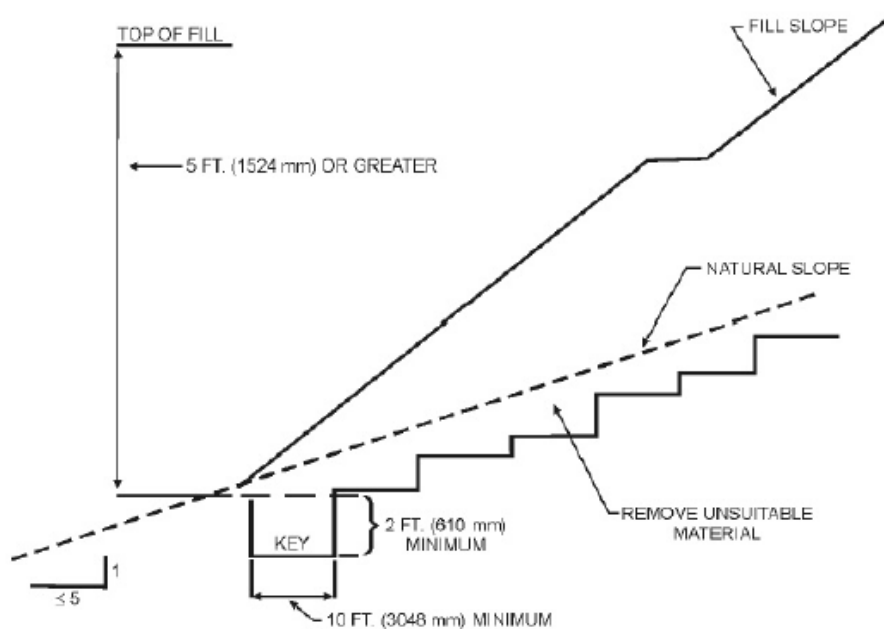 TOP OF FILL
FILL SLOPE
5 FT. (1524 mm) OR GREATER
NATURAL SLOPE
REMOVE UNSUITABLE
MATERIAL
2 FT. (610 mm)
MINIMUM
KEY
1
≤ 5
10 FT. (3048 mm) MINIMUM